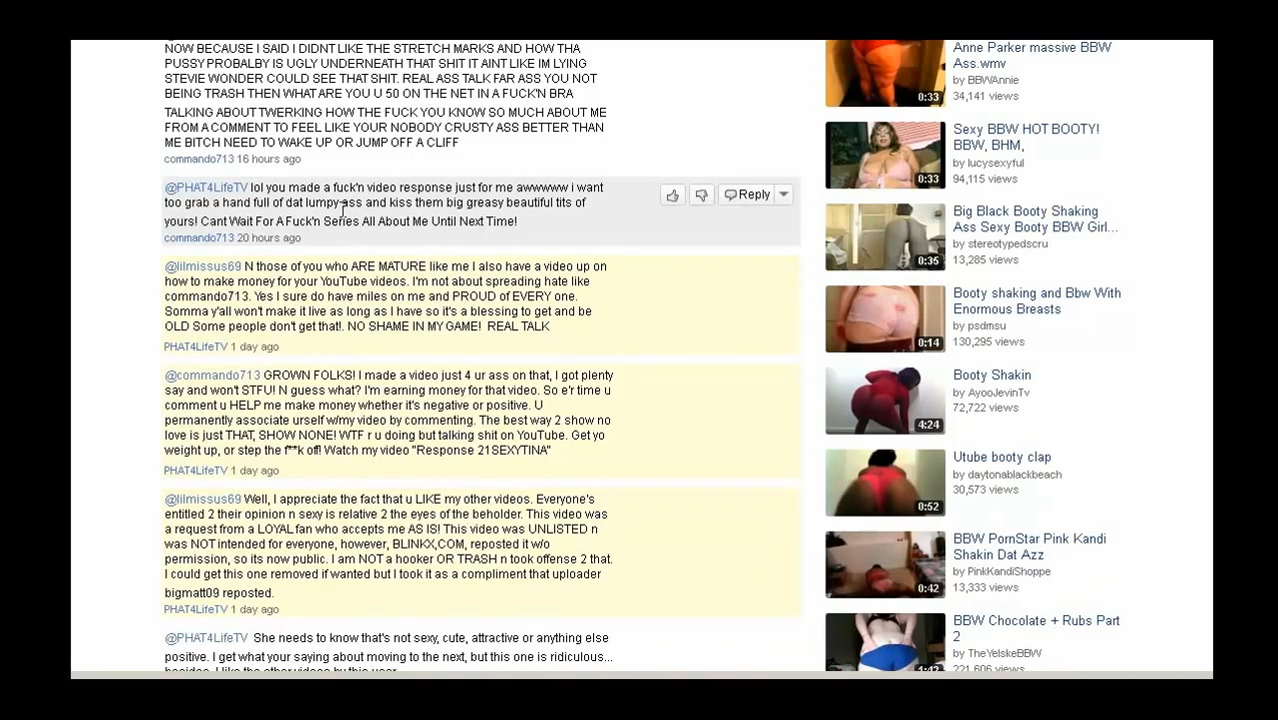 NOW BECAUSE I SAID I DIDNT LIKE THE STRETCH MARKS AND HOW THA
PUSSY PROBALBY IS UGLY UNDERNEATH THAT SHIT IT AINT LIKE IM LYING
STEVIE WONDER COULD SEE THAT SHIT. REAL ASS TALK FAR ASS YOU NOT
BEING TRASH THEN WHAT ARE YOU U 50 ON THE NET IN A FUCK'N BRA
TALKING ABOUT TWERKING HOW THE FUCK YOU KNOW SO MUCH ABOUT ME
FROM A COMMENT TO FEEL LIKE YOUR NOBODY CRUSTY ASS BETTER THAN
ME BITCH NEED TO WAKE UP OR JUMP OFF A CLIFF
commando713 16 hours ago
@PHAT4LifeTV lol you made a fuck'n video response just for me awwwww i want
too grab a hand full of dat lumpy ass and kiss them big greasy beautiful tits of
yours! Cant Wait For A Fuck'n Series All About Me Until Next Time!
commando713 20 hours ago
Reply
@lilmissus69 N those of you who ARE MATURE like me I also have a video up on
how to make money for your YouTube videos. I'm not about spreading hate like
commando713. Yes I sure do have miles on me and PROUD of EVERY one.
Somma y'all won't make it live as long as I have so it's a blessing to get and be
OLD Some people don't get that!. NO SHAME IN MY GAME! REAL TALK
PHAT4LifeTV 1 day ago
@commando713 GROWN FOLKS! I made a video just 4 ur ass on that, I got plenty
say and won't STFU! N guess what? I'm earning money for that video. So e'r time u
comment u HELP me make money whether it's negative or positive. U
permanently associate urself w/my video by commenting. The best way 2 show no
love is just THAT, SHOW NONE! WTF r u doing but talking shit on YouTube. Get yo
weight up, or step the f**k off! Watch my video "Response 21SEXYTINA"
PHAT4LifeTV 1 day ago
@lilmissus69 Well, I appreciate the fact that u LIKE my other videos. Everyone's
entitled 2 their opinion n sexy is relative 2 the eyes of the beholder. This video was
a request from a LOYAL fan who accepts me AS IS! This video was UNLISTED n
was NOT intended for everyone, however, BLINKX,COM, reposted it w/o
permission, so its now public. I am NOT a hooker OR TRASH n took offense 2 that.
I could get this one removed if wanted but I took it as a compliment that uploader
bigmatt09 reposted.
PHAT4LifeTV 1 day ago
@PHAT4LifeTV She needs to know that's not sexy, cute, attractive or anything else
positive. I get what your saying about moving to the next, but this one is ridiculous...
besides, I like the other videos by this user
Anne Parker massive BBW
Ass.wmv
by BBWAnnie
34,141 views
0:33
Sexy BBW HOT BOOTY!
BBW, BHM,
by lucysexyful
94,115 views
0:33
Big Black Booty Shaking
Ass Sexy Booty BBW Girl...
by stereotypedscru
13,285 views
0:35
Booty shaking and Bbw With
Enormous Breasts
by psdmsu
130,295 views
0:14
Booty Shakin
by AyooJevinTv
72,722 views
4:24
Utube booty clap
by daytonablackbeach
30,573 views
0:52
BBW PornStar Pink Kandi
Shakin Dat Azz
by PinkKandiShoppe
13,333 views
0:42
BBW Chocolate + Rubs Part
2
by TheYelskeBBW
221,606 views
1:42